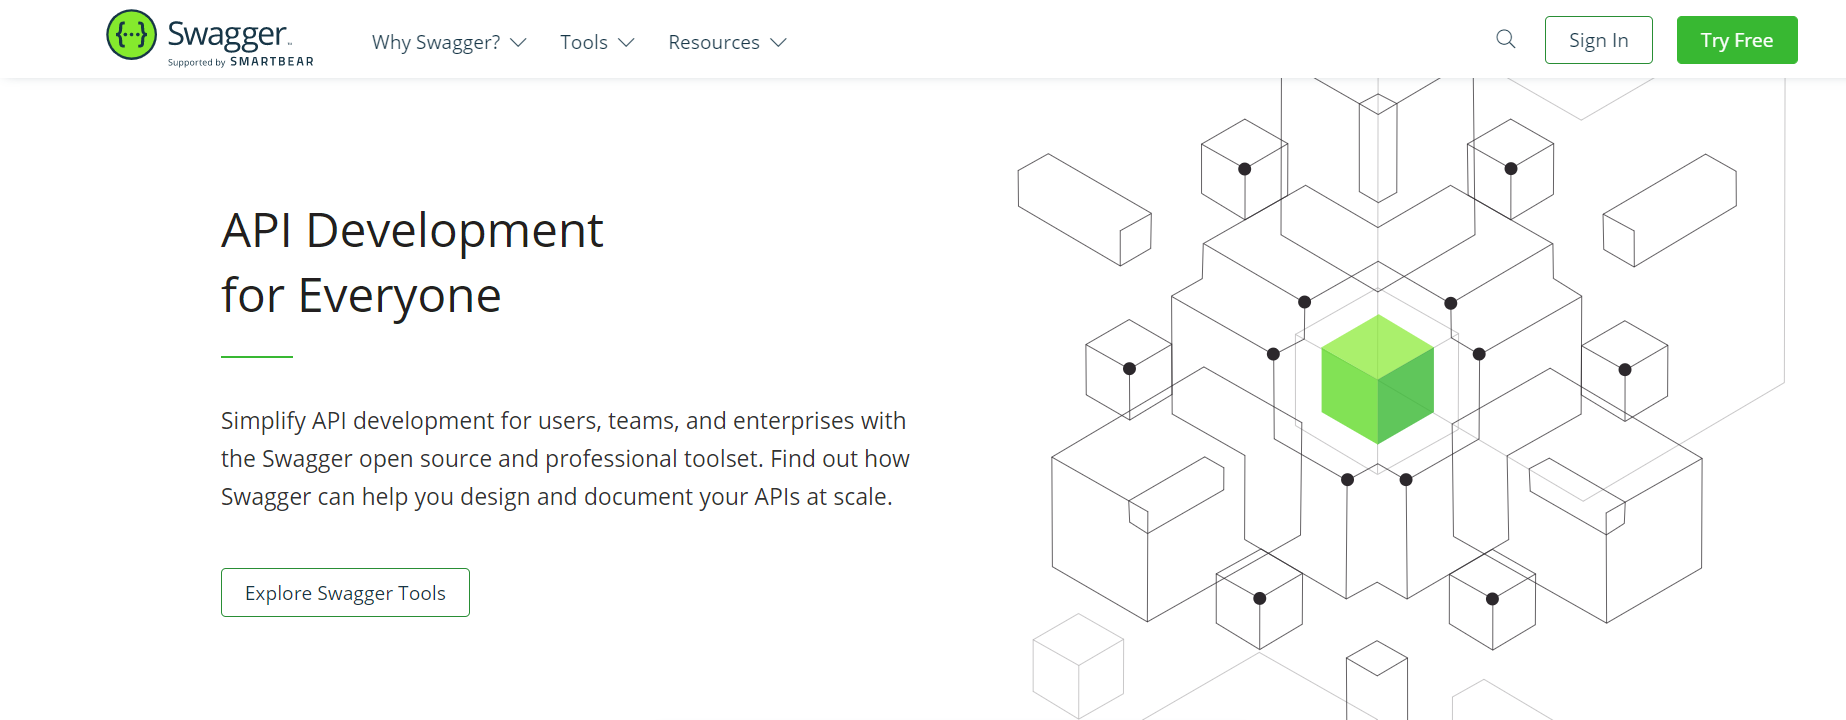 {···} Swagger™
Supported by SMARTBEAR
Why Swagger? Tools Resources
Sign In
Try Free
API Development
for Everyone
Simplify API development for users, teams, and enterprises with
the Swagger open source and professional toolset. Find out how
Swagger can help you design and document your APIs at scale.
Explore Swagger Tools